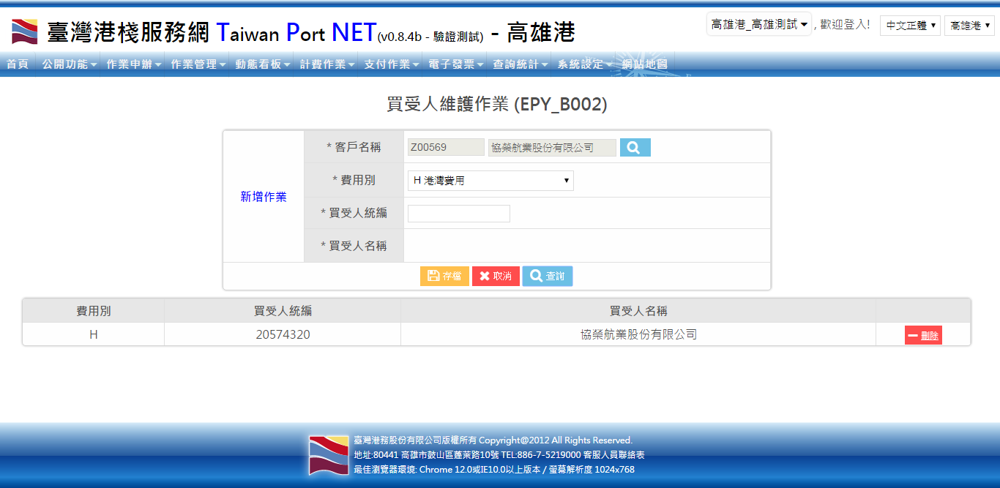 臺灣港棧服務網 Taiwan Port NET(v0.8.4b - 驗證測試) - 高雄港
高雄港_高雄測試 , 歡迎登入! 中文正體 高雄港
首頁 公開功能 作業申辦 作業管理 動態看板 計費作業 支付作業 電子發票 查詢統計 系統設定 網站地圖
買受人維護作業 (EPY_B002)
新增作業
* 客戶名稱 Z00569 協榮航業股份有限公司
* 費用別 H 港灣費用
* 買受人統編
* 買受人名稱
存檔 取消 查詢
費用別 買受人統編 買受人名稱
H 20574320 協榮航業股份有限公司 刪除
臺灣港務股份有限公司版權所有 Copyright@2012 All Rights Reserved.
地址:80441 高雄市鼓山區蓬萊路10號 TEL:886-7-5219000 客服人員聯絡表
最佳瀏覽器環境: Chrome 12.0或IE10.0以上版本 / 螢幕解析度 1024x768